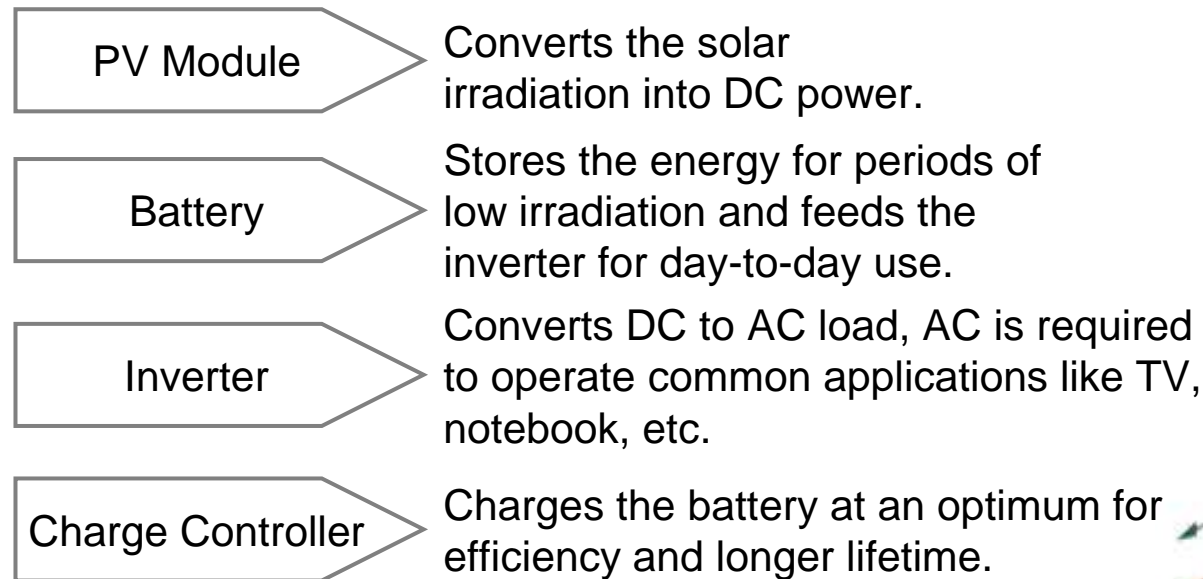 PV Module
Converts the solar
irradiation into DC power.
Battery
Stores the energy for periods of
low irradiation and feeds the
inverter for day-to-day use.
Inverter
Converts DC to AC load, AC is required
to operate common applications like TV,
notebook, etc.
Charge Controller
Charges the battery at an optimum for
efficiency and longer lifetime.